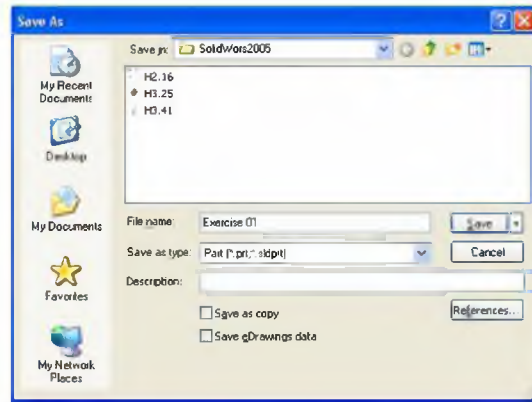 Save As
Save in: SolidWors2005
My Recent
Documents
Desktop
My Documents
Favorites
My Network
Places
H2.16
H3.25
H3.41
File name: Exercise 01 Save
Save as type: Part (*.prt;*.sldprt) Cancel
Description:
References...
Save as copy
Save eDrawings data